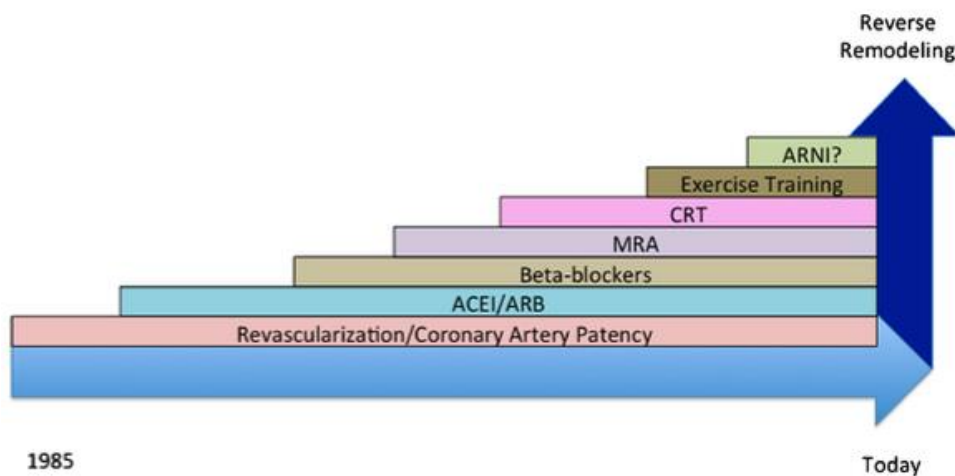 Reverse
Remodeling
ARNI?
Exercise Training
CRT
MRA
Beta-blockers
ACEI/ARB
Revascularization/Coronary Artery Patency
1985
Today